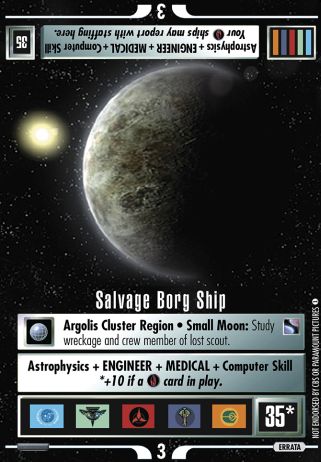 3
Your ships may report with staffing here.
Astrophysics + ENGINEER + MEDICAL + Computer Skill
35
Salvage Borg Ship
Argolis Cluster Region • Small Moon: Study
wreckage and crew member of lost scout.
Astrophysics + ENGINEER + MEDICAL + Computer Skill
*+10 if a card in play.
35*
3
ERRATA
NOT ENDORSED BY CBS OR PARAMOUNT PICTURES